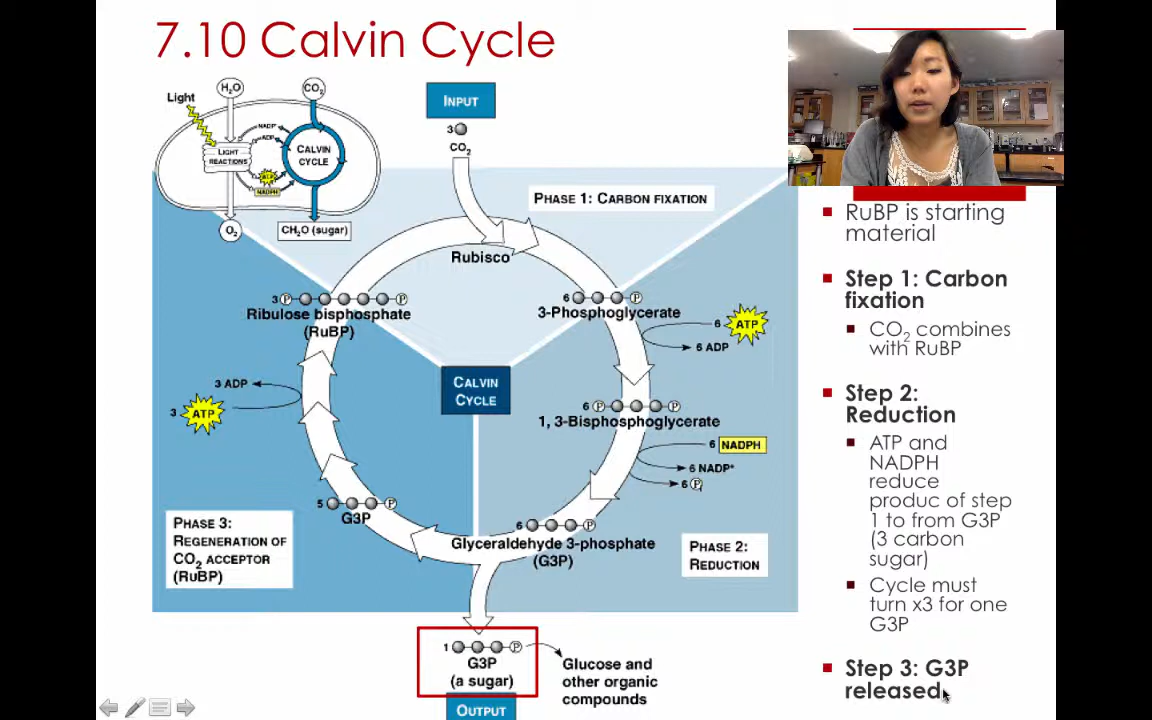 7.10 Calvin Cycle
Light
H₂O
CO₂
NADP⁺
ADP
LIGHT
REACTIONS
CALVIN
CYCLE
ATP
NADPH
O₂
CH₂O (sugar)
INPUT
3
CO₂
PHASE 1: CARBON FIXATION
Rubisco
3 P P
Ribulose bisphosphate
(RuBP)
6 P
3-Phosphoglycerate
6 ATP
6 ADP
CALVIN
CYCLE
3 ADP
3 ATP
6 P P
1, 3-Bisphosphoglycerate
6 NADPH
6 NADP⁺
6 P
5 P
G3P
6 P
Glyceraldehyde 3-phosphate
(G3P)
PHASE 3:
REGENERATION OF
CO₂ ACCEPTOR
(RuBP)
PHASE 2:
REDUCTION
1 P
G3P
(a sugar)
OUTPUT
Glucose and
other organic
compounds
RuBP is starting
material
Step 1: Carbon
fixation
CO₂ combines
with RuBP
Step 2:
Reduction
ATP and
NADPH
reduce
produc of step
1 to from G3P
(3 carbon
sugar)
Cycle must
turn x3 for one
G3P
Step 3: G3P
released